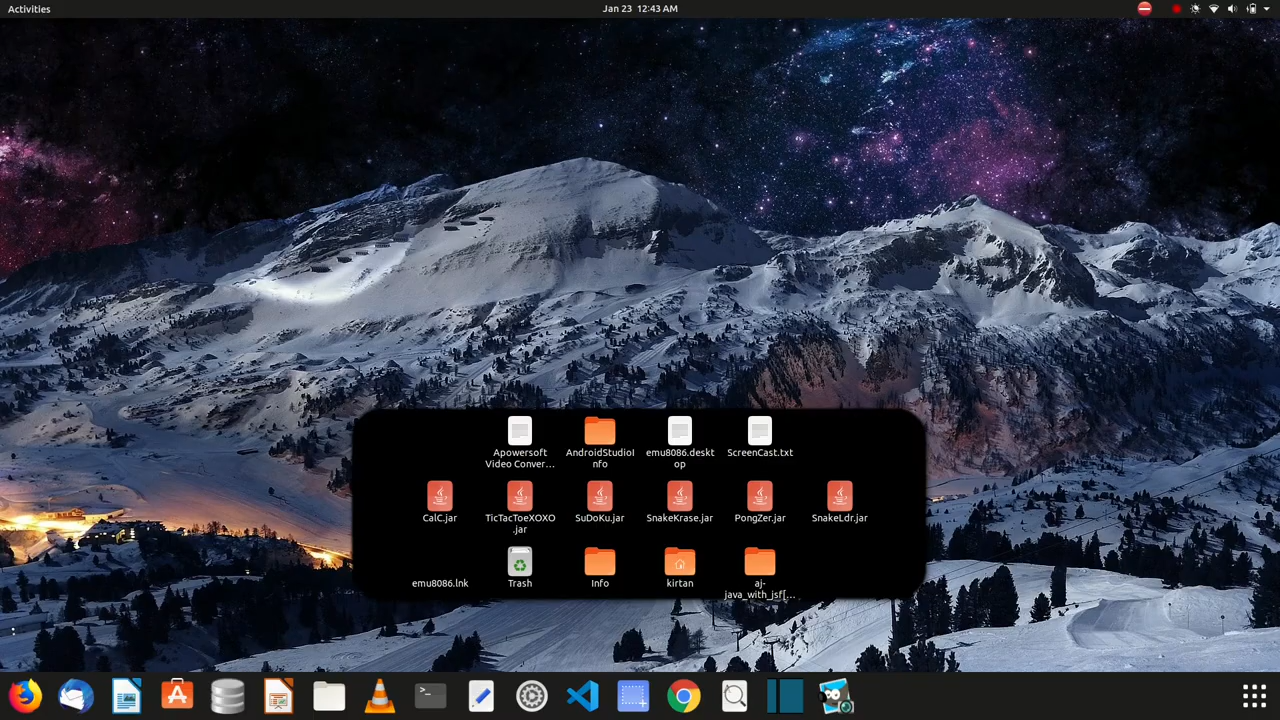 Activities
Jan 23 12:43 AM
Apowersoft
Video Conver...
AndroidStudioI
nfo
emu8086.deskt
op
ScreenCast.txt
CalC.jar
TicTacToeXOXO
.jar
SuDoKu.jar
SnakeKrase.jar
PongZer.jar
SnakeLdr.jar
emu8086.lnk
Trash
Info
kirtan
aj-
java_with_jsf[...